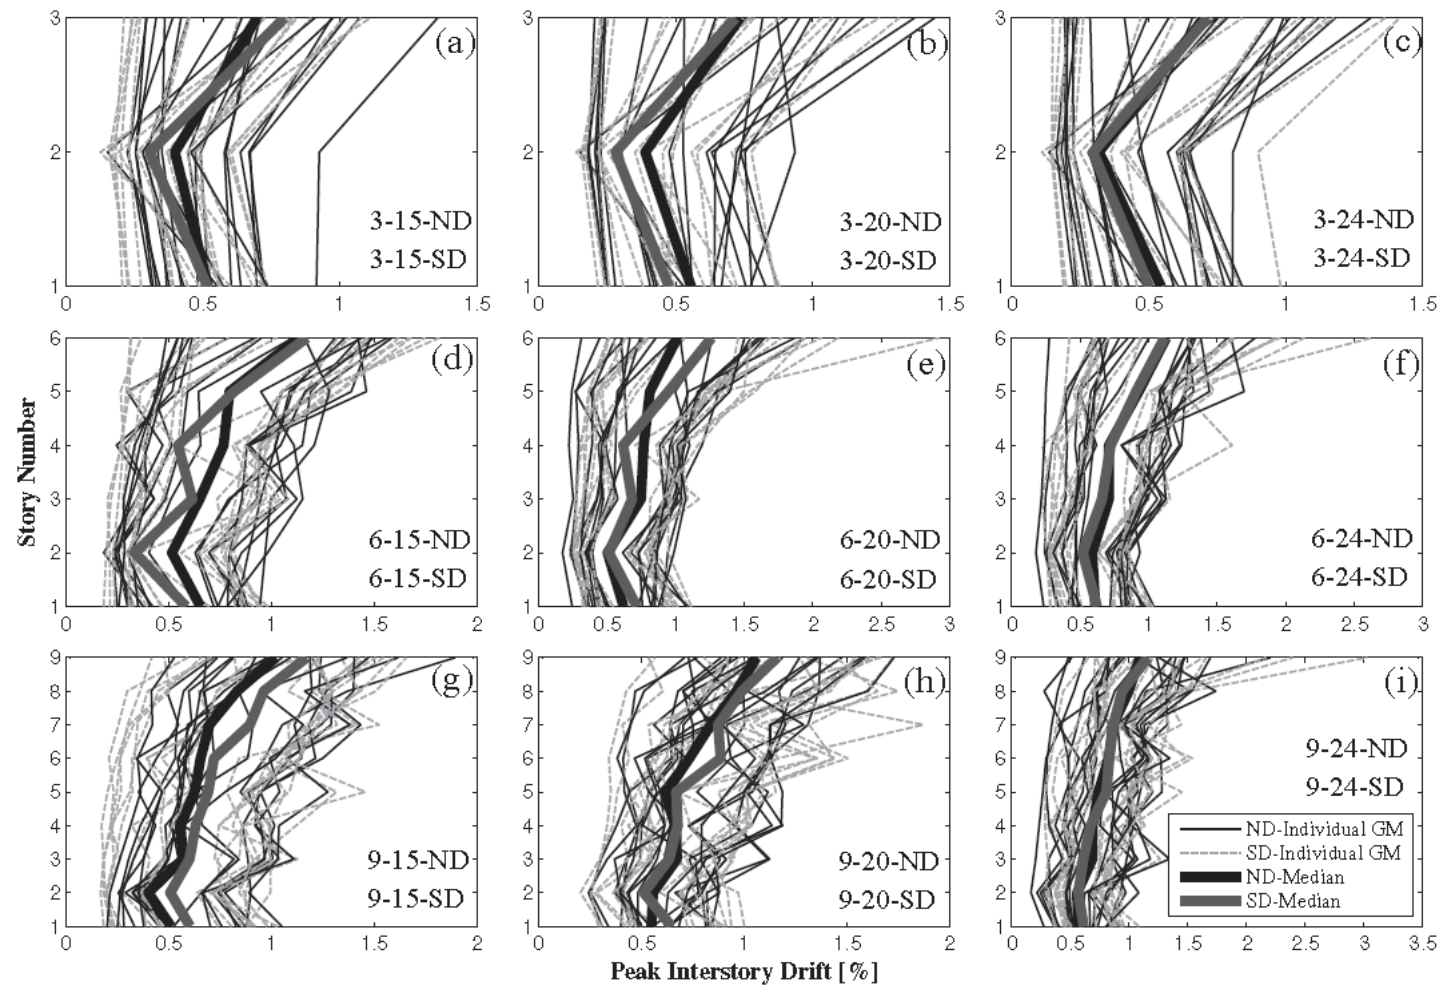 (a)
3-15-ND
3-15-SD
3
2
1
0 0.5 1 1.5
(b)
3-20-ND
3-20-SD
3
2
1
0 0.5 1 1.5
(c)
3-24-ND
3-24-SD
3
2
1
0 0.5 1 1.5
Story Number
(d)
6-15-ND
6-15-SD
6
5
4
3
2
1
0 0.5 1 1.5 2
(e)
6-20-ND
6-20-SD
6
5
4
3
2
1
0 0.5 1 1.5 2 2.5 3
(f)
6-24-ND
6-24-SD
6
5
4
3
2
1
0 0.5 1 1.5 2 2.5 3
(g)
9-15-ND
9-15-SD
9
8
7
6
5
4
3
2
1
0 0.5 1 1.5 2
(h)
9-20-ND
9-20-SD
9
8
7
6
5
4
3
2
1
0 0.5 1 1.5 2
(i)
9-24-ND
9-24-SD
9
8
7
6
5
4
3
2
1
ND-Individual GM
SD-Individual GM
ND-Median
SD-Median
0 0.5 1 1.5 2 2.5 3 3.5
Peak Interstory Drift [%]